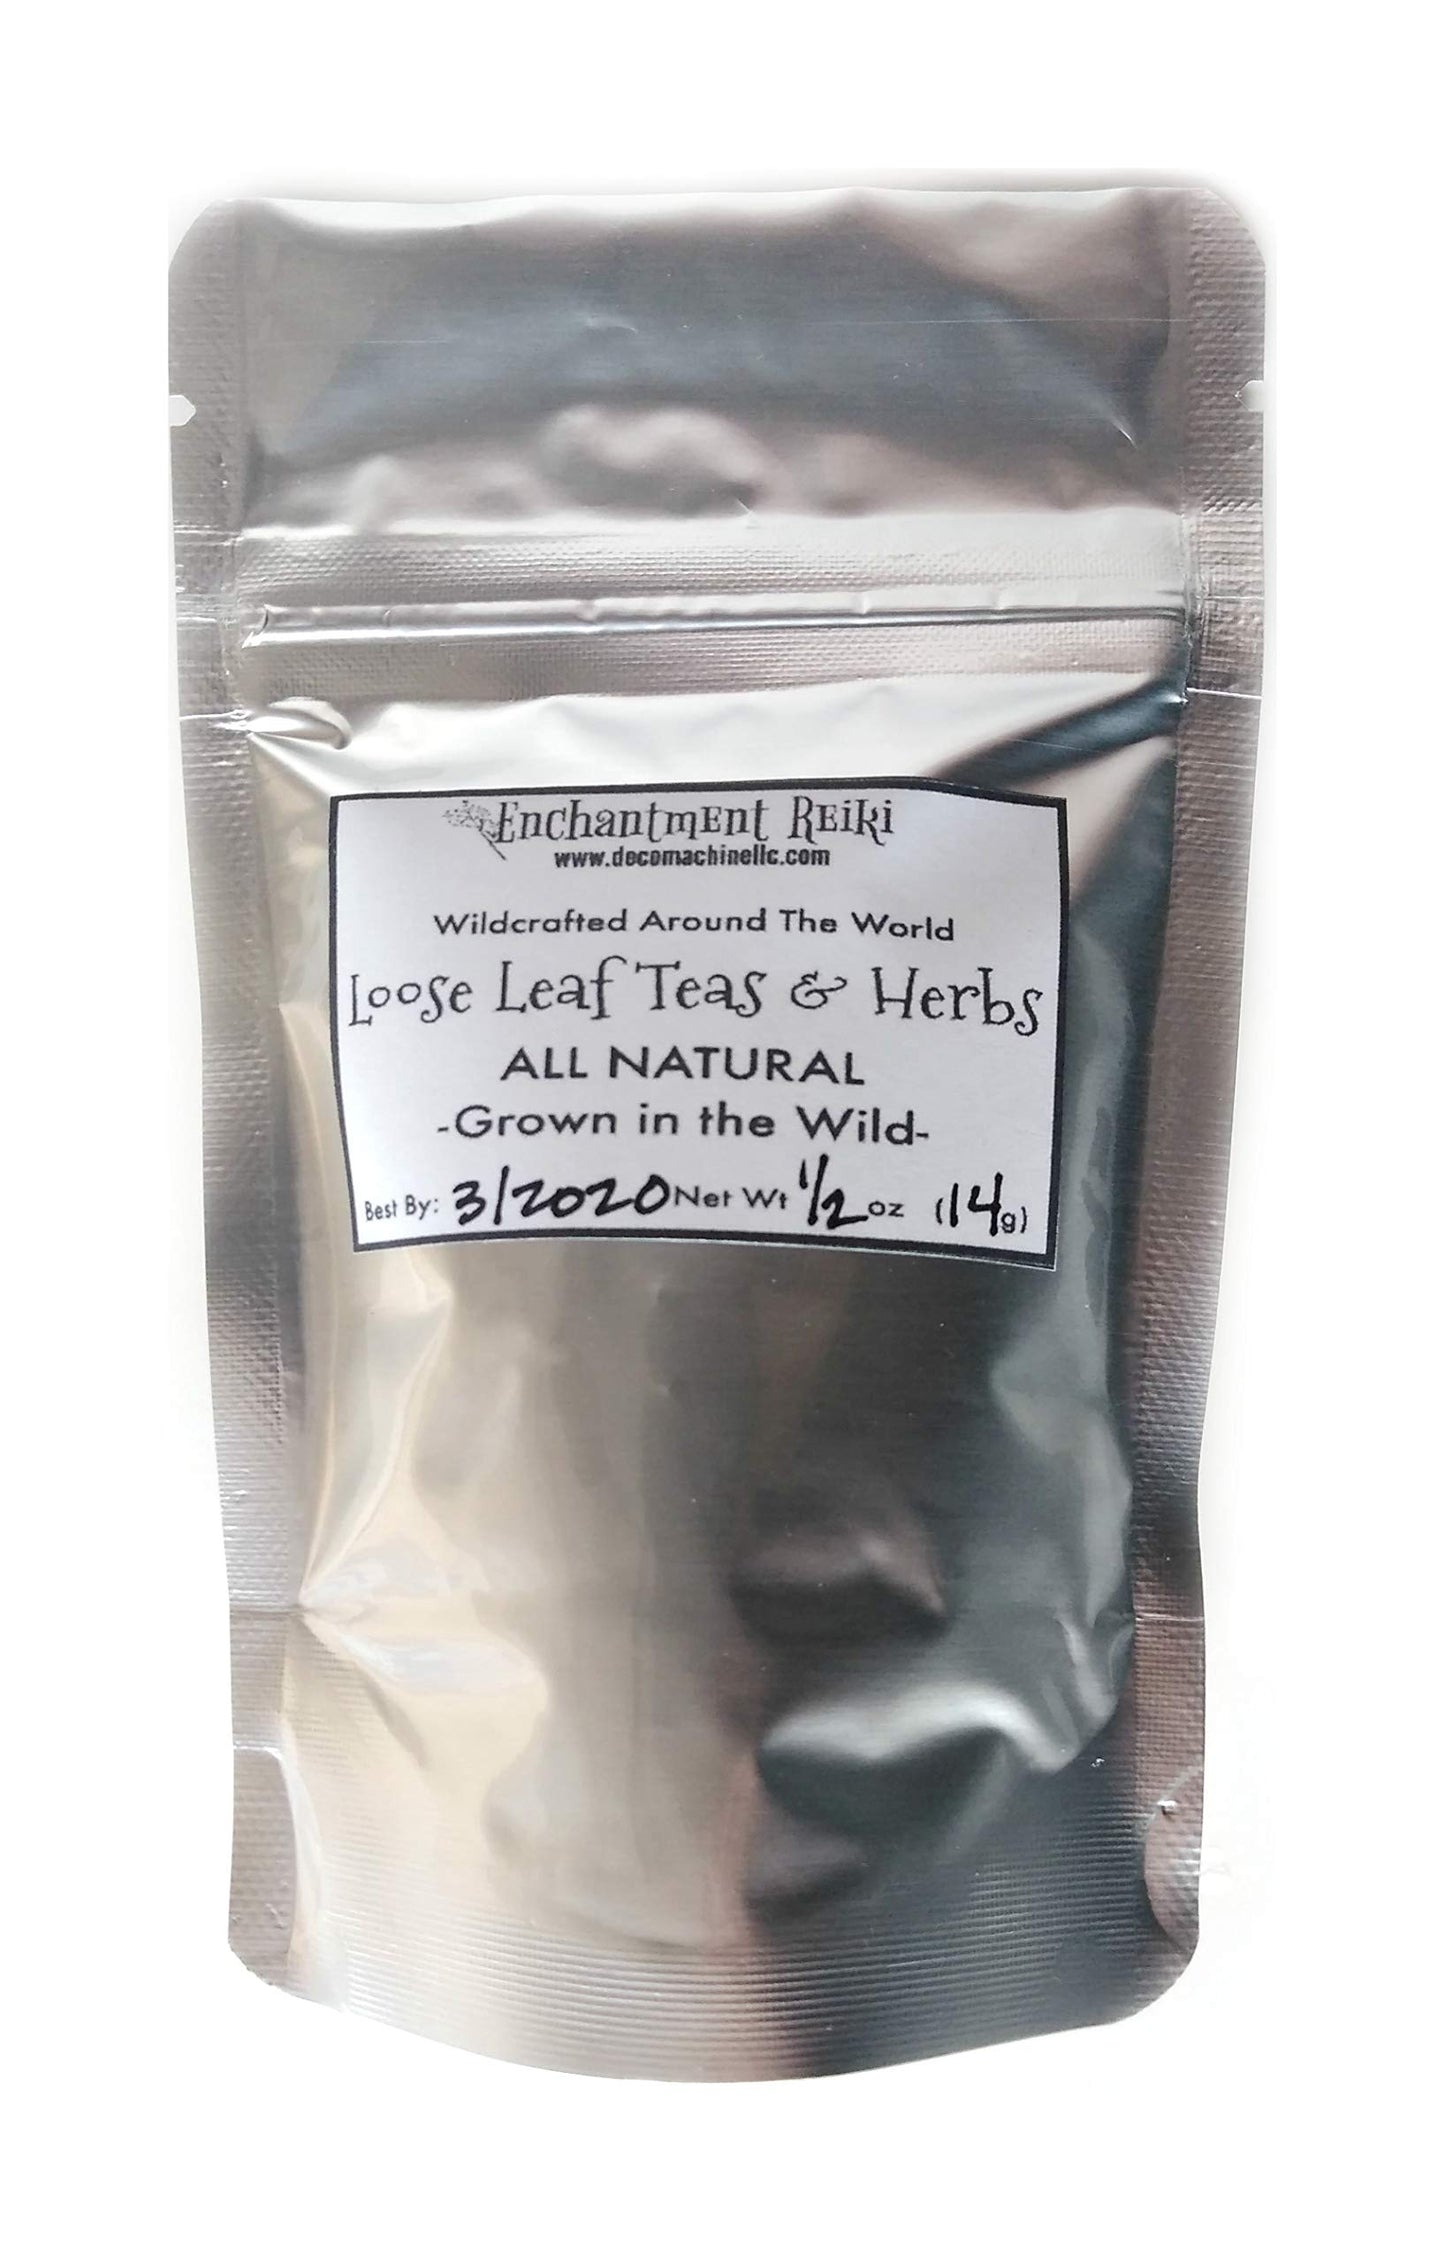 Enchantment Reiki
www.decomachinellc.com
Wildcrafted Around The World
Loose Leaf Teas & Herbs
ALL NATURAL
-Grown in the Wild-
Best By: 3/2020 Net Wt 1/2 oz (14g)